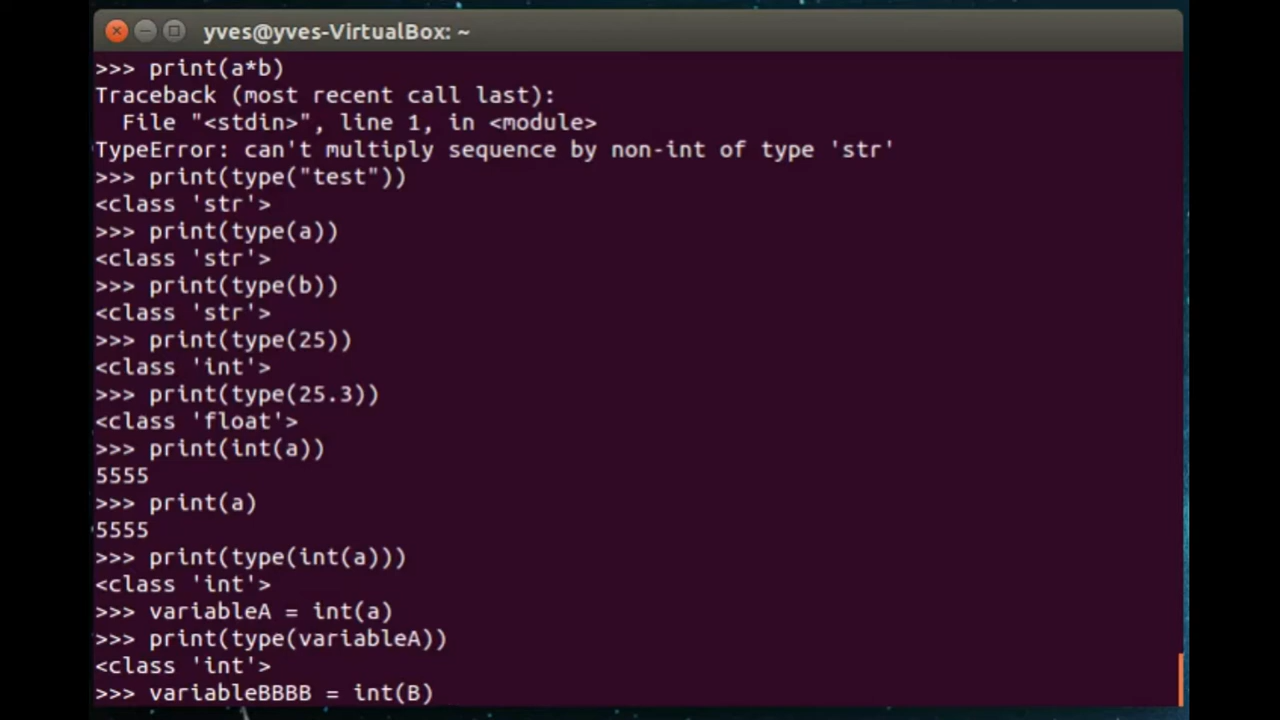 yves@yves-VirtualBox: ~
>>> print(a*b)
Traceback (most recent call last):
  File "<stdin>", line 1, in <module>
TypeError: can't multiply sequence by non-int of type 'str'
>>> print(type("test"))
<class 'str'>
>>> print(type(a))
<class 'str'>
>>> print(type(b))
<class 'str'>
>>> print(type(25))
<class 'int'>
>>> print(type(25.3))
<class 'float'>
>>> print(int(a))
5555
>>> print(a)
5555
>>> print(type(int(a)))
<class 'int'>
>>> variableA = int(a)
>>> print(type(variableA))
<class 'int'>
>>> variableBBBB = int(B)